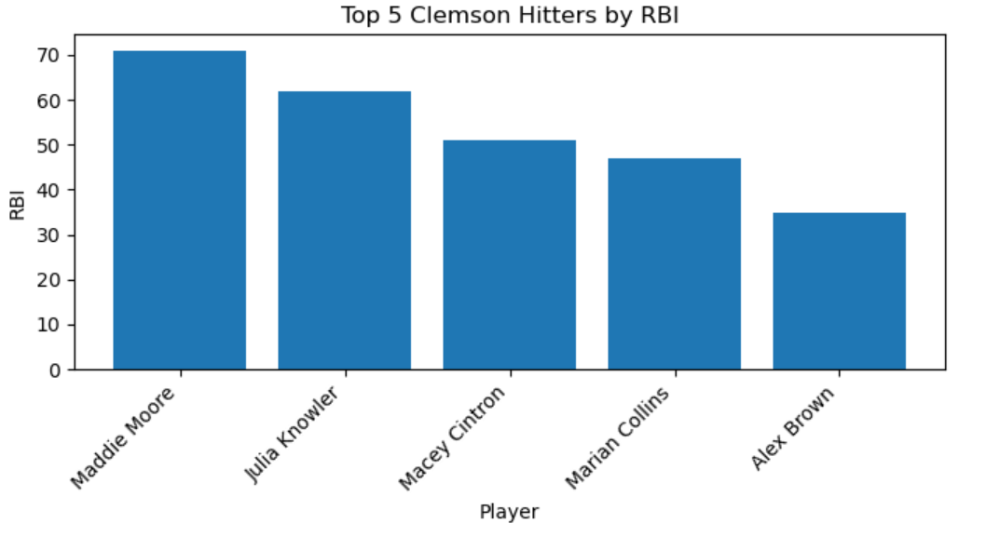 Top 5 Clemson Hitters by RBI
RBI
70
60
50
40
30
20
10
0
Maddie Moore
Julia Knowler
Macey Cintron
Marian Collins
Alex Brown
Player